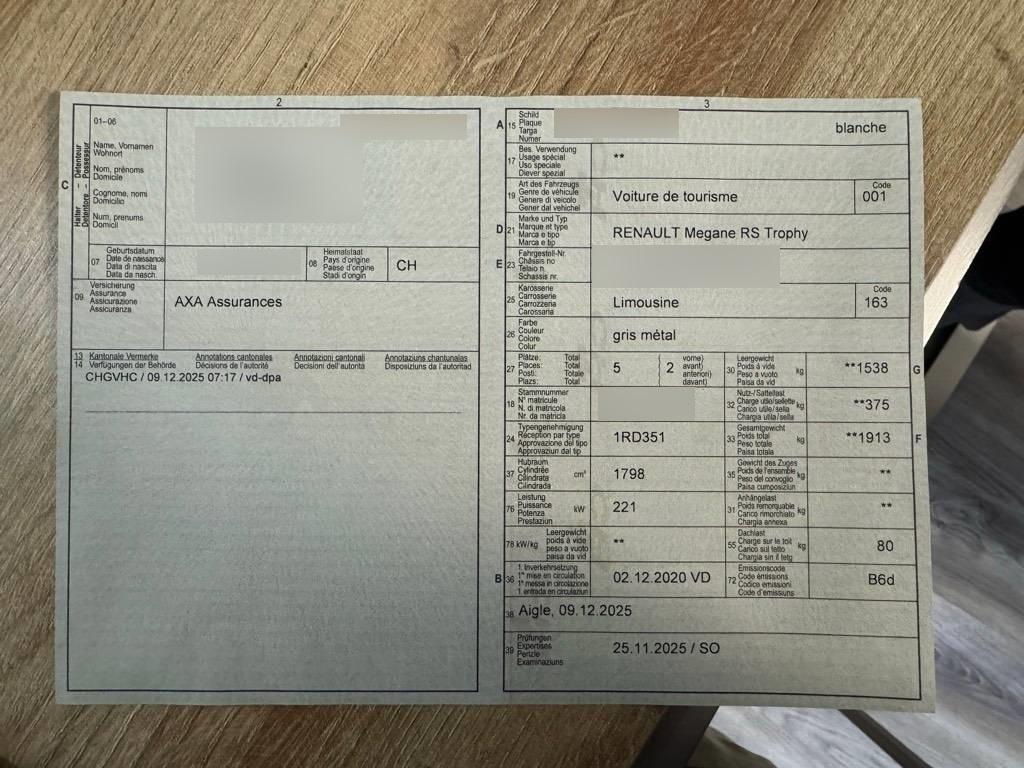 2
01-06
Name, Vornamen
Wohnort
Nom, prénoms
Domicile
Cognome, nomi
Domicilio
Num, prenums
Domicil
C
Halter – Détenteur
Detentore – Possessur
07
Geburtsdatum
Date de naissance
Data di nascita
Data da nasch.
08
Heimatstaat
Pays d'origine
Paese d'origine
Stadi d'origin
CH
09
Versicherung
Assurance
Assicurazione
Assicuranza
AXA Assurances
13 Kantonale Vermerke Annotations cantonales Annotazioni cantonali Annotaziuns chantunalas
14 Verfügungen der Behörde Décisions de l'autorité Decisioni dell'autorità Disposiziuns da l'autoritad
CHGVHC / 09.12.2025 07:17 / vd-dpa
3
A 15
Schild
Plaque
Targa
Numer
blanche
17
Bes. Verwendung
Usage spécial
Uso speciale
Diever spezial
**
19
Art des Fahrzeugs
Genre de véhicule
Genere di veicolo
Gener dal vehichel
Voiture de tourisme
Code
001
D 21
Marke und Typ
Marque et type
Marca e tipo
Marca e tip
RENAULT Megane RS Trophy
E 23
Fahrgestell-Nr.
Châssis no
Telaio n.
Schassis nr.
25
Karosserie
Carrosserie
Carrozzeria
Carossaria
Limousine
Code
163
26
Farbe
Couleur
Colore
Colur
gris métal
27
Plätze: Total
Places: Total
Posti: Totale
Plazs: Total
5
2
vorne)
avant)
anteriori)
davant)
30
Leergewicht
Poids à vide
Peso a vuoto
Paisa da vid
kg
**1538
G
18
Stammnummer
N° matricule
N. di matricola
Nr. da matricla
32
Nutz-/Sattellast
Charge utile/sellette
Carico utile/sella
Chargia utila/sella
kg
**375
24
Typengenehmigung
Réception par type
Approvazione del tipo
Approvaziun dal tip
1RD351
33
Gesamtgewicht
Poids total
Peso totale
Paisa totala
kg
**1913
F
37
Hubraum
Cylindrée
Cilindrata
Cilindrada
cm³
1798
35
Gewicht des Zuges
Poids de l'ensemble
Peso del convoglio
Paisa cumposiziun
kg
**
76
Leistung
Puissance
Potenza
Prestaziun
kW
221
31
Anhängelast
Poids remorquable
Carico rimorchiato
Chargia annexa
kg
**
78 kW/kg
Leergewicht
poids à vide
peso a vuoto
paisa da vid
**
55
Dachlast
Charge sur le toit
Carico sul tetto
Chargia sin il tetg
kg
80
B 36
1. Inverkehrsetzung
1re mise en circulation
1a messa in circolazione
1. entrada en circulaziun
02.12.2020 VD
72
Emissionscode
Code émissions
Codice emissioni
Code d'emissiuns
B6d
38 Aigle, 09.12.2025
39
Prüfungen
Expertises
Perizie
Examinaziuns
25.11.2025 / SO